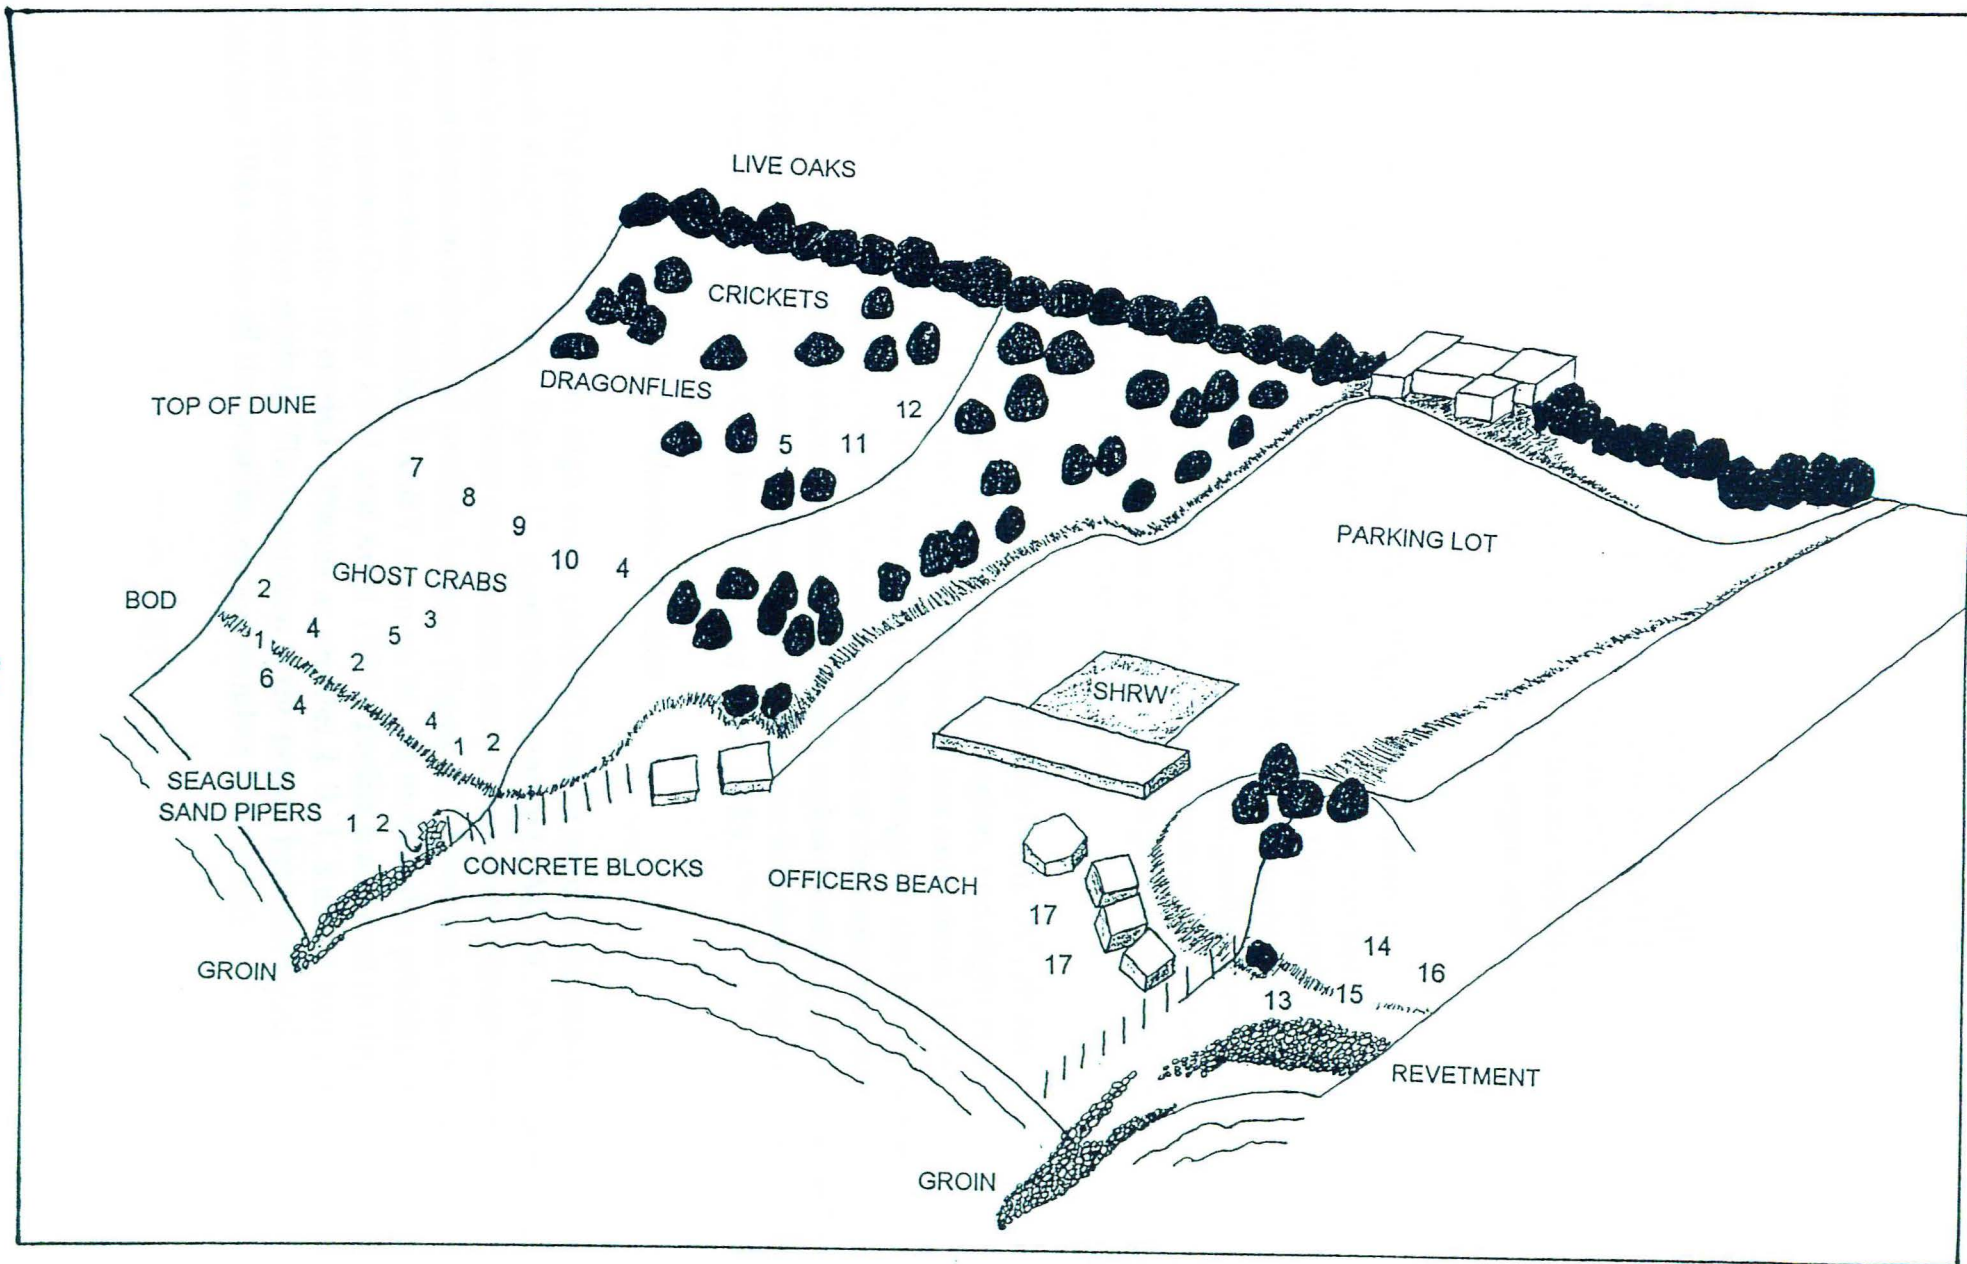 LIVE OAKS
CRICKETS
DRAGONFLIES
TOP OF DUNE
12
5 11
7
8
9
10 4
PARKING LOT
GHOST CRABS
2
BOD
3
4 5
1 2
6
4
4
1 2
SHRW
SEAGULLS
SAND PIPERS
1 2
CONCRETE BLOCKS
OFFICERS BEACH
17
17
14
16
15
13
GROIN
REVETMENT
GROIN